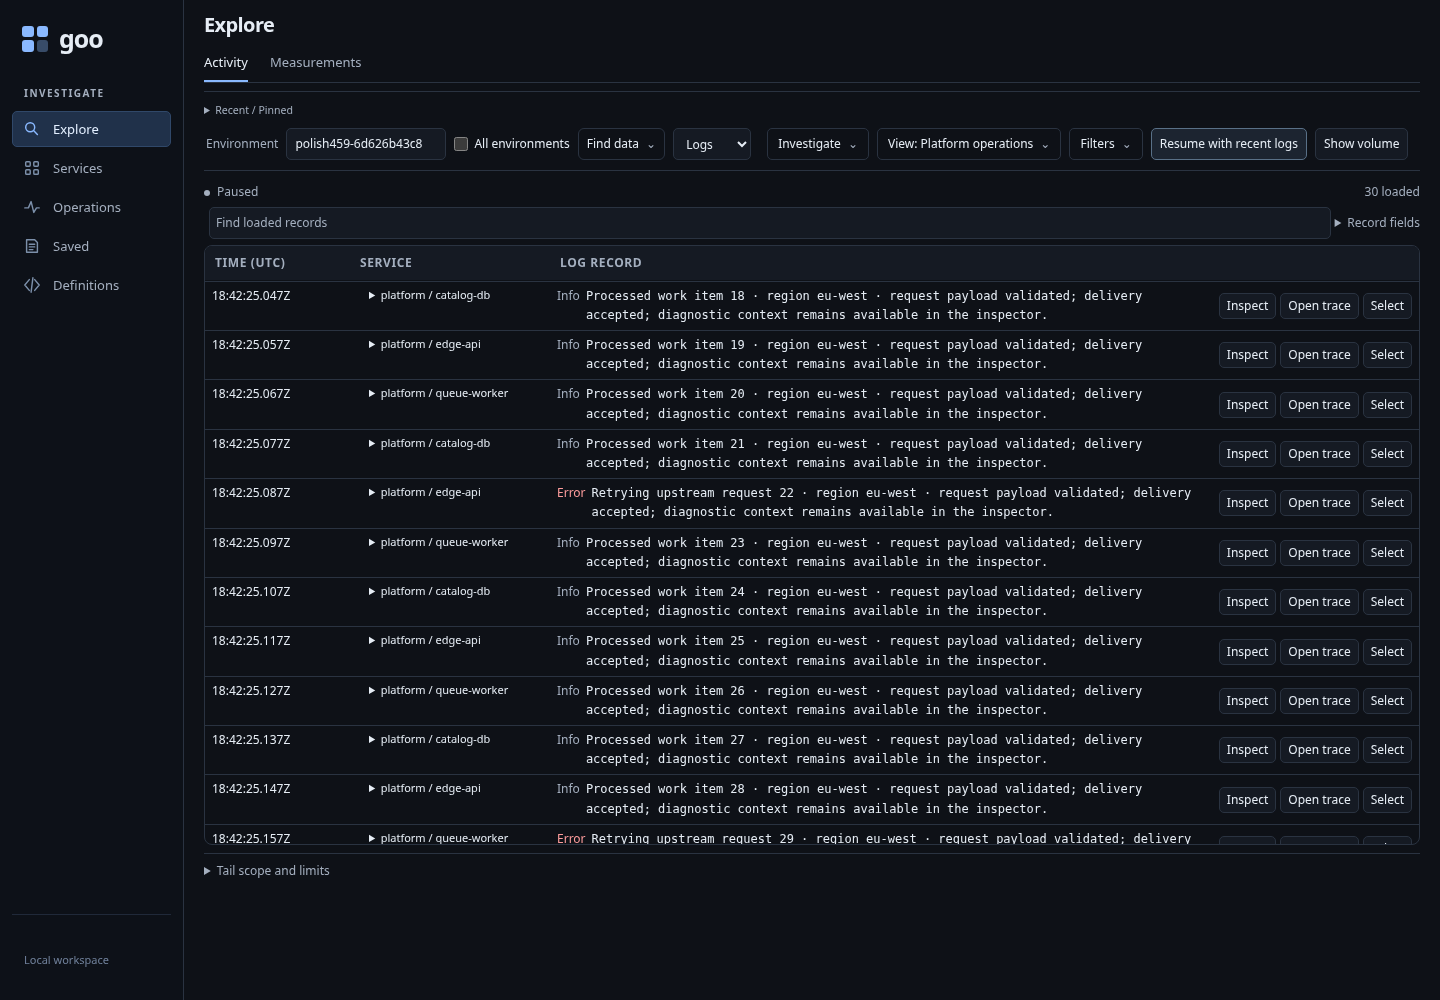 goo
INVESTIGATE
Explore
Services
Operations
Saved
Definitions
Local workspace
Explore
Activity Measurements
Recent / Pinned
Environment polish459-6d626b43c8 All environments Find data Logs Investigate View: Platform operations Filters Resume with recent logs Show volume
Paused 30 loaded
Find loaded records Record fields
TIME (UTC) SERVICE LOG RECORD
18:42:25.047Z platform / catalog-db Info Processed work item 18 · region eu-west · request payload validated; delivery
accepted; diagnostic context remains available in the inspector. Inspect Open trace Select
18:42:25.057Z platform / edge-api Info Processed work item 19 · region eu-west · request payload validated; delivery
accepted; diagnostic context remains available in the inspector. Inspect Open trace Select
18:42:25.067Z platform / queue-worker Info Processed work item 20 · region eu-west · request payload validated; delivery
accepted; diagnostic context remains available in the inspector. Inspect Open trace Select
18:42:25.077Z platform / catalog-db Info Processed work item 21 · region eu-west · request payload validated; delivery
accepted; diagnostic context remains available in the inspector. Inspect Open trace Select
18:42:25.087Z platform / edge-api Error Retrying upstream request 22 · region eu-west · request payload validated; delivery
accepted; diagnostic context remains available in the inspector. Inspect Open trace Select
18:42:25.097Z platform / queue-worker Info Processed work item 23 · region eu-west · request payload validated; delivery
accepted; diagnostic context remains available in the inspector. Inspect Open trace Select
18:42:25.107Z platform / catalog-db Info Processed work item 24 · region eu-west · request payload validated; delivery
accepted; diagnostic context remains available in the inspector. Inspect Open trace Select
18:42:25.117Z platform / edge-api Info Processed work item 25 · region eu-west · request payload validated; delivery
accepted; diagnostic context remains available in the inspector. Inspect Open trace Select
18:42:25.127Z platform / queue-worker Info Processed work item 26 · region eu-west · request payload validated; delivery
accepted; diagnostic context remains available in the inspector. Inspect Open trace Select
18:42:25.137Z platform / catalog-db Info Processed work item 27 · region eu-west · request payload validated; delivery
accepted; diagnostic context remains available in the inspector. Inspect Open trace Select
18:42:25.147Z platform / edge-api Info Processed work item 28 · region eu-west · request payload validated; delivery
accepted; diagnostic context remains available in the inspector. Inspect Open trace Select
18:42:25.157Z platform / queue-worker Error Retrying upstream request 29 · region eu-west · request payload validated; delivery
Tail scope and limits